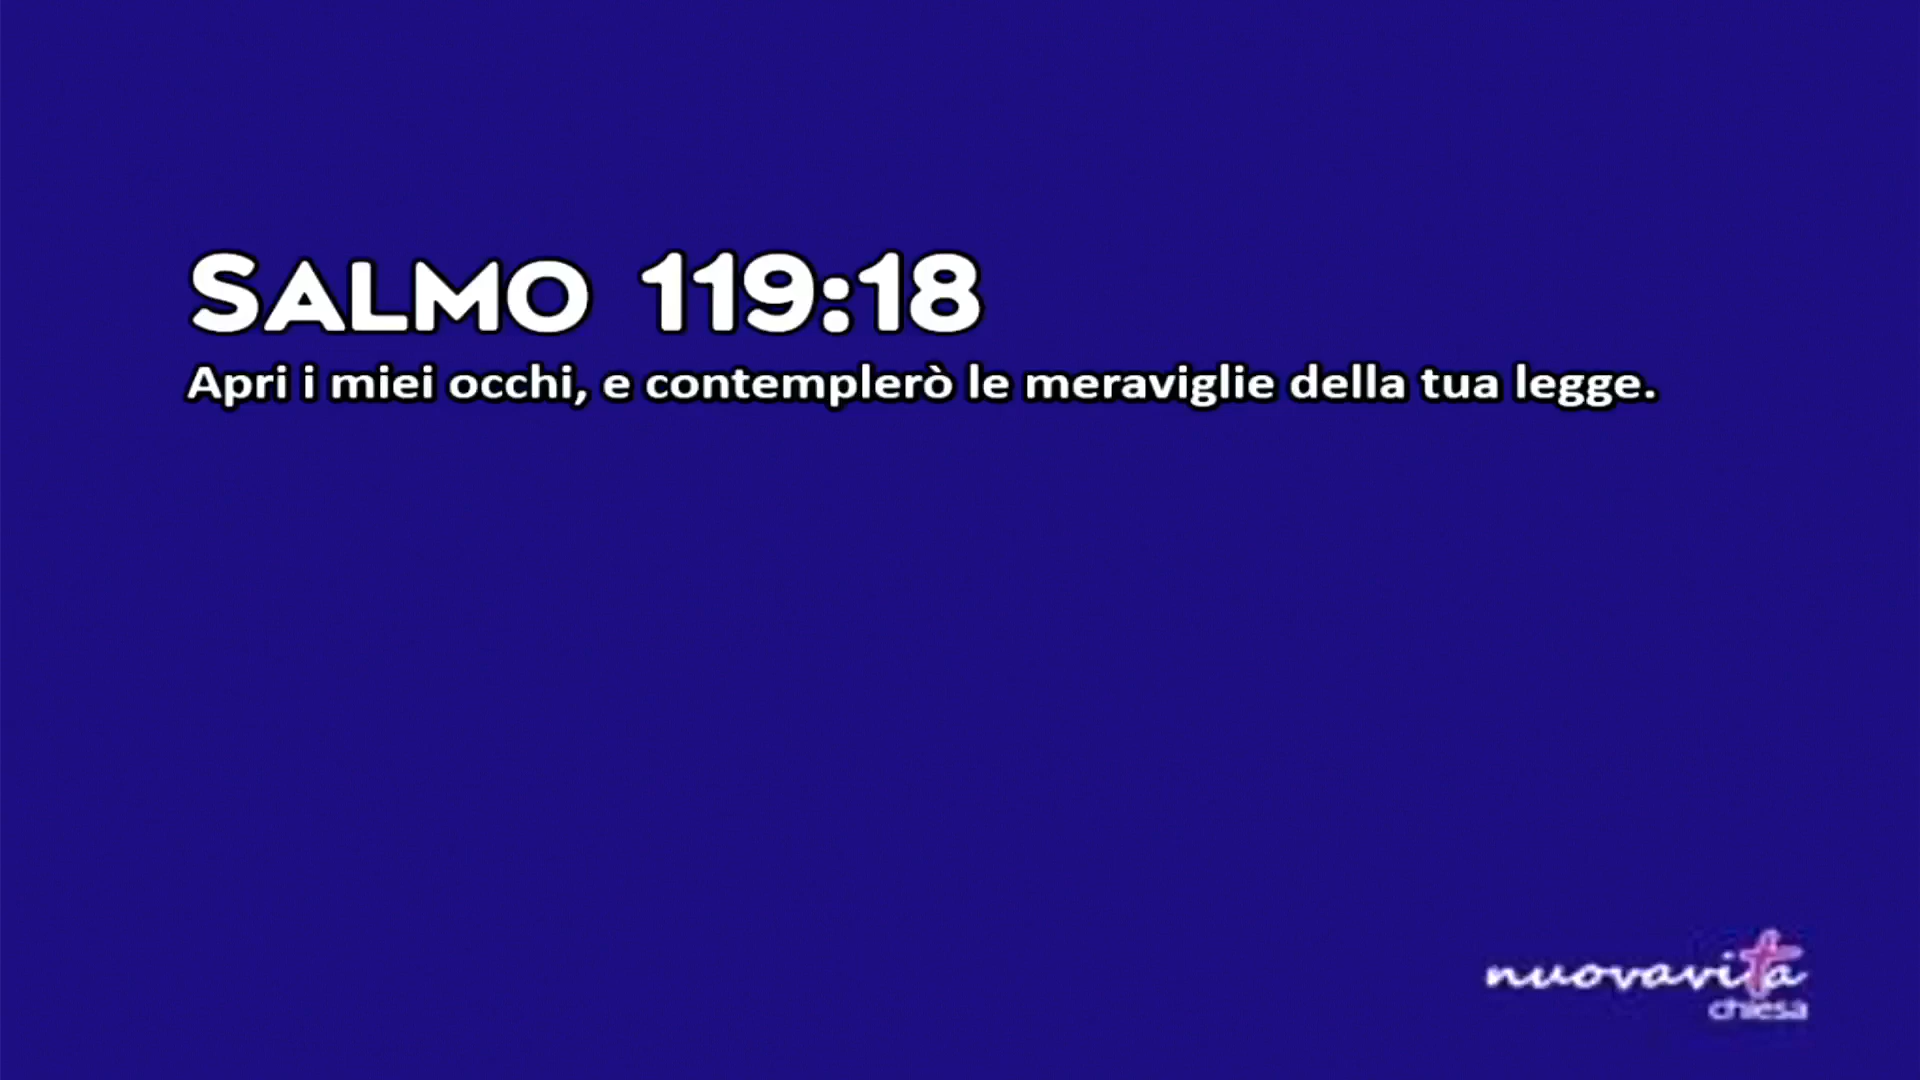 SALMO 119:18
Apri i miei occhi, e contemplerò le meraviglie della tua legge.
nuovavita
chiesa